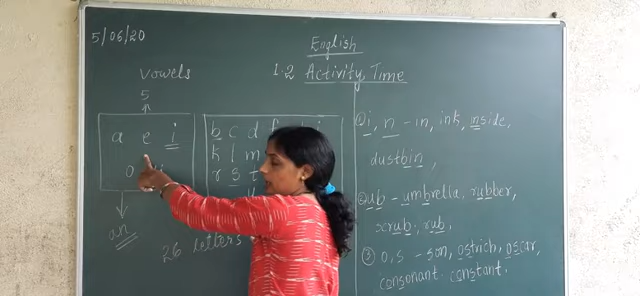 5/06/20
English
1.2 Activity Time
vowels
5
a e i
o
an
b c d
k l m
r s t
26 letters
① i, n - in, ink, inside,
dustbin
② ub - umbrella, rubber,
scrub, rub
③ o, s - son, ostrich, oscar,
consonant, constant.